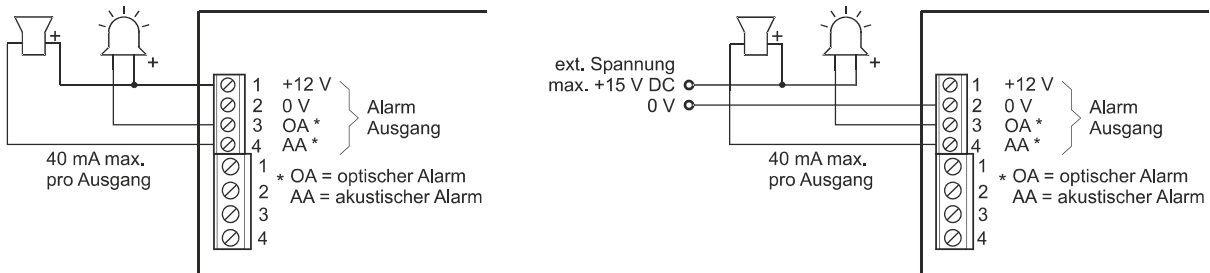 +
+
1 +12 V
2 0 V
3 OA *
4 AA *
Alarm
Ausgang
40 mA max.
pro Ausgang
1
2
3
4
* OA = optischer Alarm
AA = akustischer Alarm
+
+
ext. Spannung
max. +15 V DC
0 V
1 +12 V
2 0 V
3 OA *
4 AA *
Alarm
Ausgang
40 mA max.
pro Ausgang
1
2
3
4
* OA = optischer Alarm
AA = akustischer Alarm